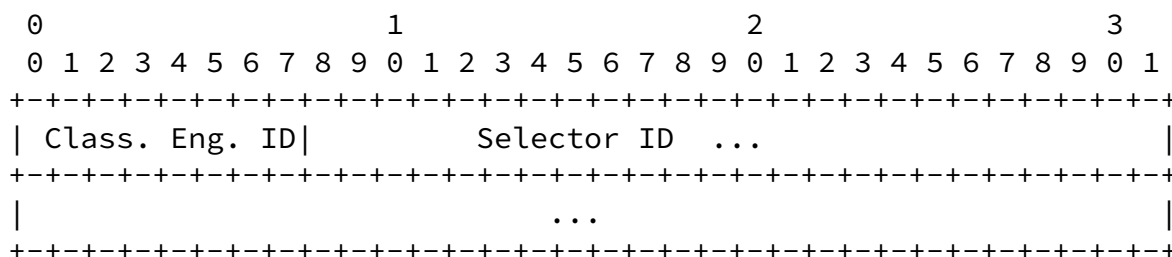 0                   1                   2                   3
 0 1 2 3 4 5 6 7 8 9 0 1 2 3 4 5 6 7 8 9 0 1 2 3 4 5 6 7 8 9 0 1
+-+-+-+-+-+-+-+-+-+-+-+-+-+-+-+-+-+-+-+-+-+-+-+-+-+-+-+-+-+-+-+-+
| Class. Eng. ID|         Selector ID  ...                      |
+-+-+-+-+-+-+-+-+-+-+-+-+-+-+-+-+-+-+-+-+-+-+-+-+-+-+-+-+-+-+-+-+
|                             ...                               |
+-+-+-+-+-+-+-+-+-+-+-+-+-+-+-+-+-+-+-+-+-+-+-+-+-+-+-+-+-+-+-+-+